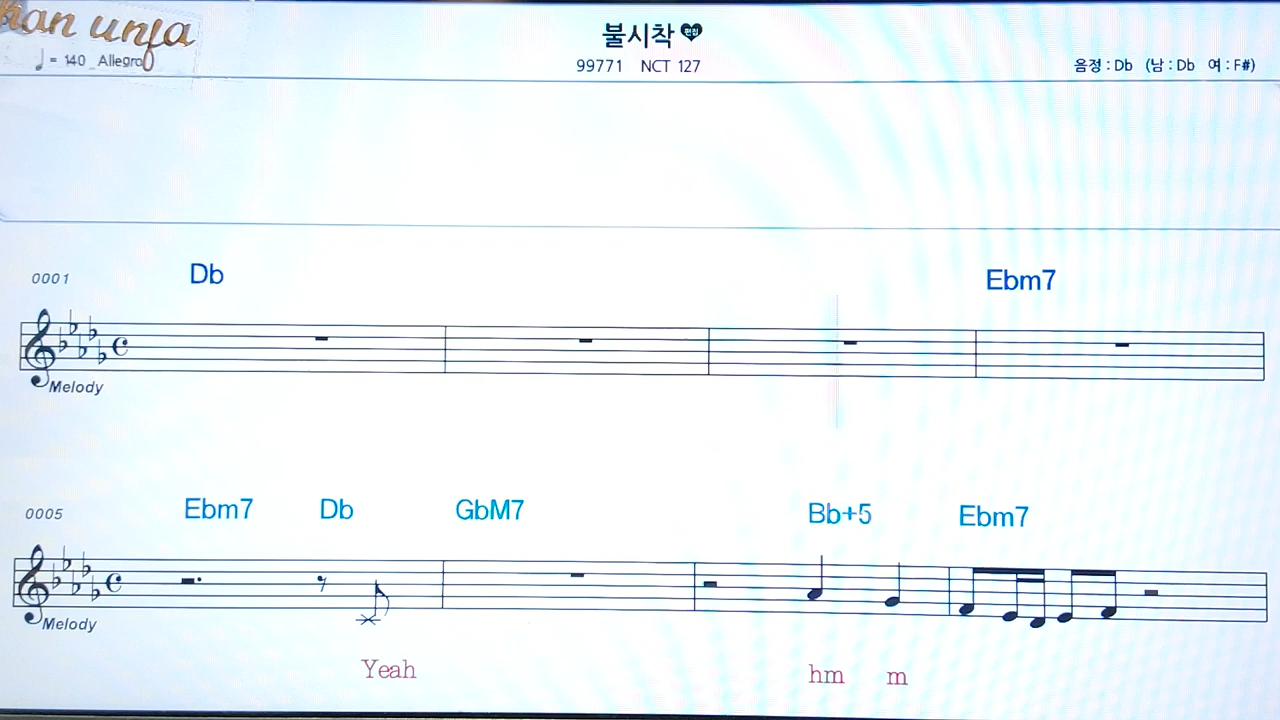 han unja
♩ = 140 _ Allegro
불시착 편집
99771 NCT 127
음정 : Db (남 : Db 여 : F#)
0001 Db Ebm7
Melody
0005 Ebm7 Db GbM7 Bb+5 Ebm7
Melody
Yeah hm m